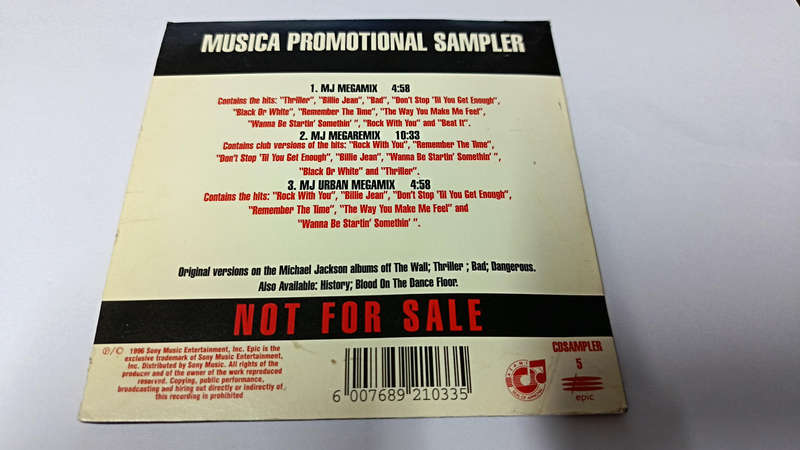 MUSICA PROMOTIONAL SAMPLER
1. MJ MEGAMIX 4:58
Contains the hits: "Thriller", "Billie Jean", "Bad", "Don't Stop 'Til You Get Enough",
"Black Or White", "Remember The Time", "The Way You Make Me Feel",
"Wanna Be Startin' Somethin' ", "Rock With You" and "Beat It".
2. MJ MEGAREMIX 10:33
Contains club versions of the hits: "Rock With You", "Remember The Time",
"Don't Stop 'Til You Get Enough", "Billie Jean", "Wanna Be Startin' Somethin' ",
"Black Or White" and "Thriller".
3. MJ URBAN MEGAMIX 4:58
Contains the hits: "Rock With You", "Billie Jean", "Don't Stop 'Til You Get Enough",
"Remember The Time", "The Way You Make Me Feel" and
"Wanna Be Startin' Somethin' ".
Original versions on the Michael Jackson albums off The Wall; Thriller ; Bad; Dangerous.
Also Available: History; Blood On The Dance Floor.
NOT FOR SALE
℗/© 1996 Sony Music Entertainment, Inc. Epic is the
exclusive trademark of Sony Music Entertainment,
Inc. Distributed by Sony Music. All rights of the
producer and of the owner of the work reproduced
reserved. Copying, public performance,
broadcasting and hiring out directly or indirectly of
this recording is prohibited
6 007689 210335
CDSAMPLER
5
epic